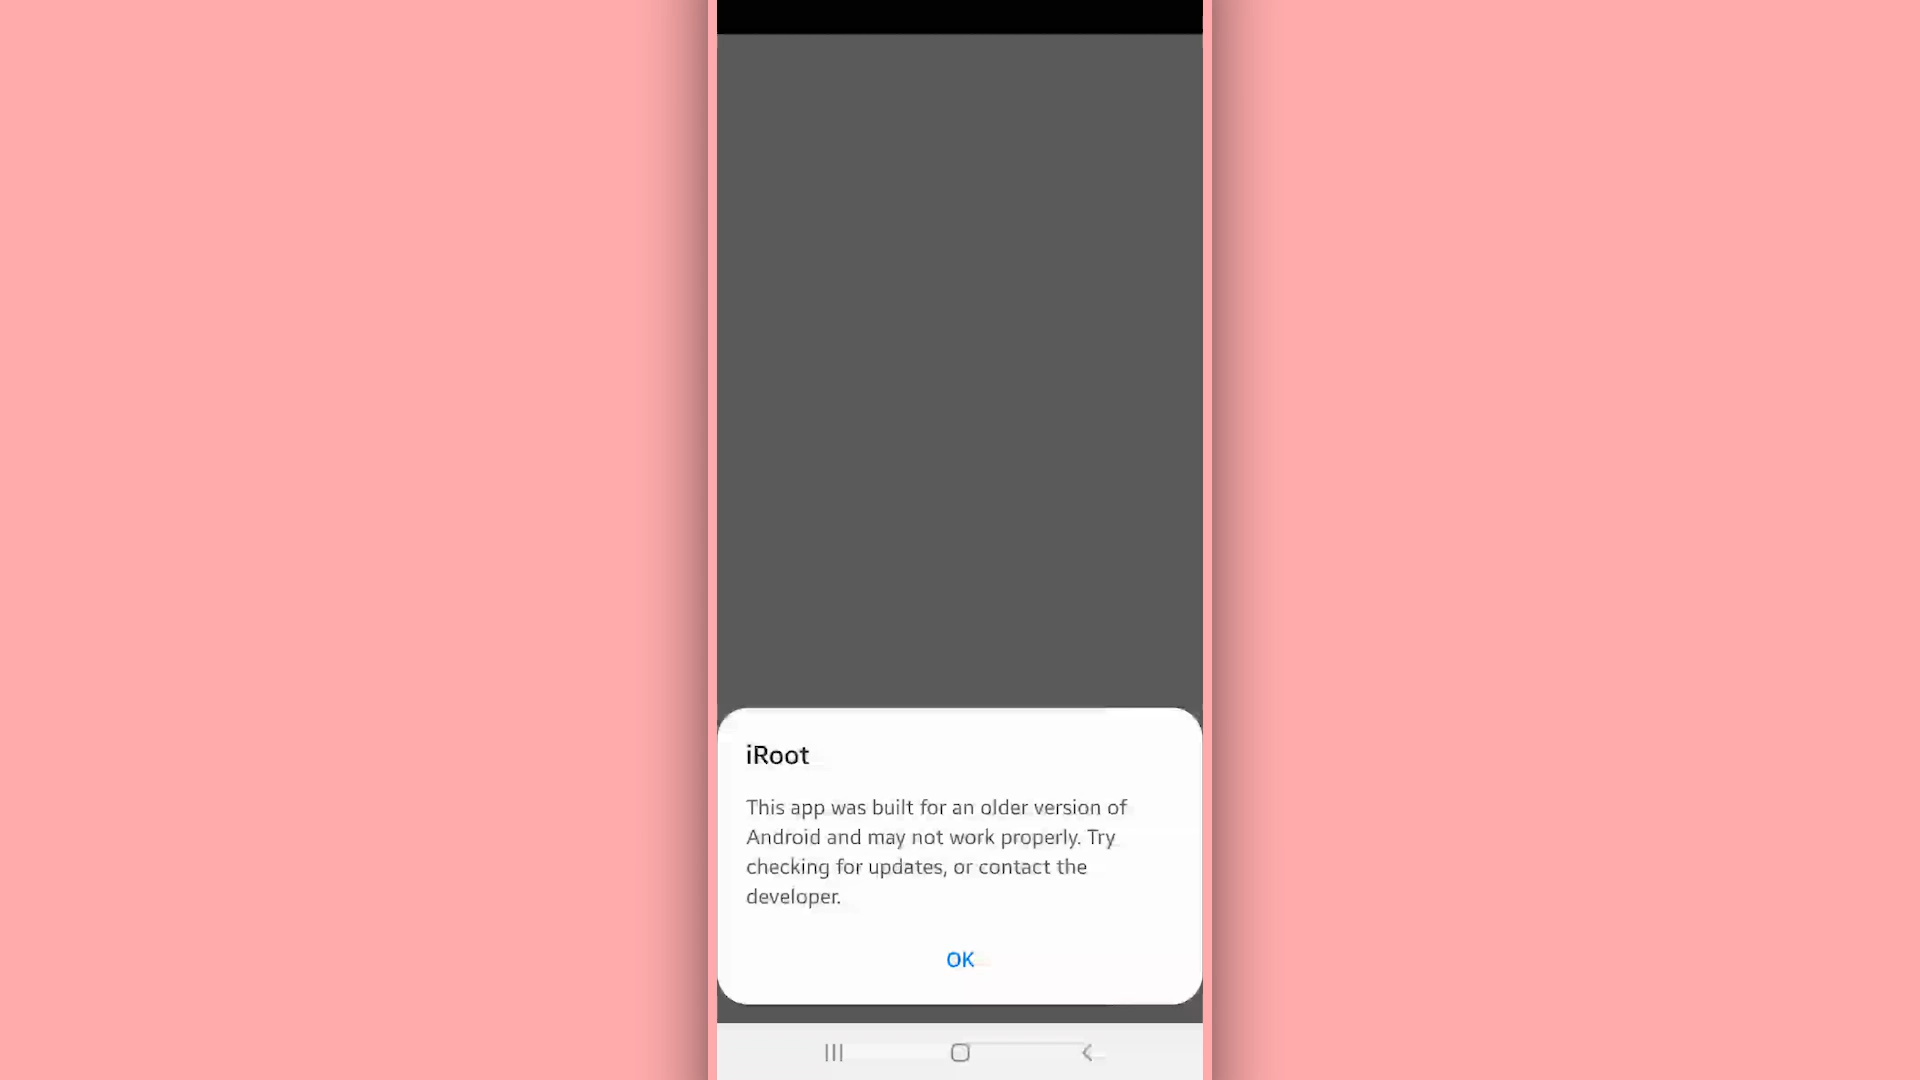 iRoot
This app was built for an older version of
Android and may not work properly. Try
checking for updates, or contact the
developer.
OK